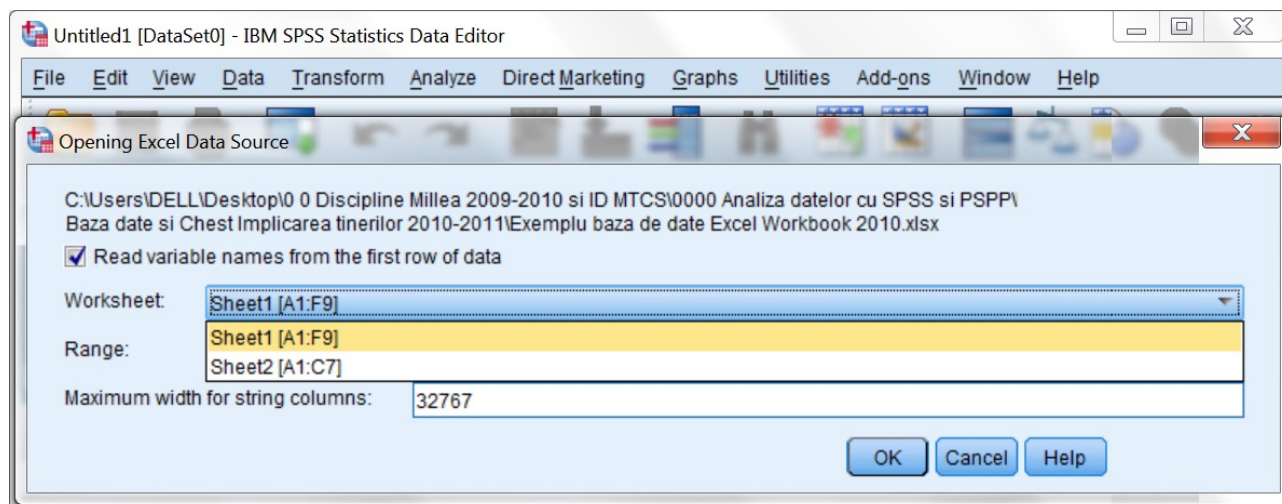 Untitled1 [DataSet0] - IBM SPSS Statistics Data Editor
File Edit View Data Transform Analyze Direct Marketing Graphs Utilities Add-ons Window Help
Opening Excel Data Source
C:\Users\DELL\Desktop\0 0 Discipline Millea 2009-2010 si ID MTCS\0000 Analiza datelor cu SPSS si PSPP\
Baza date si Chest Implicarea tinerilor 2010-2011\Exemplu baza de date Excel Workbook 2010.xlsx
Read variable names from the first row of data
Worksheet: Sheet1 [A1:F9]
Sheet1 [A1:F9]
Range:
Sheet2 [A1:C7]
Maximum width for string columns: 32767
OK Cancel Help